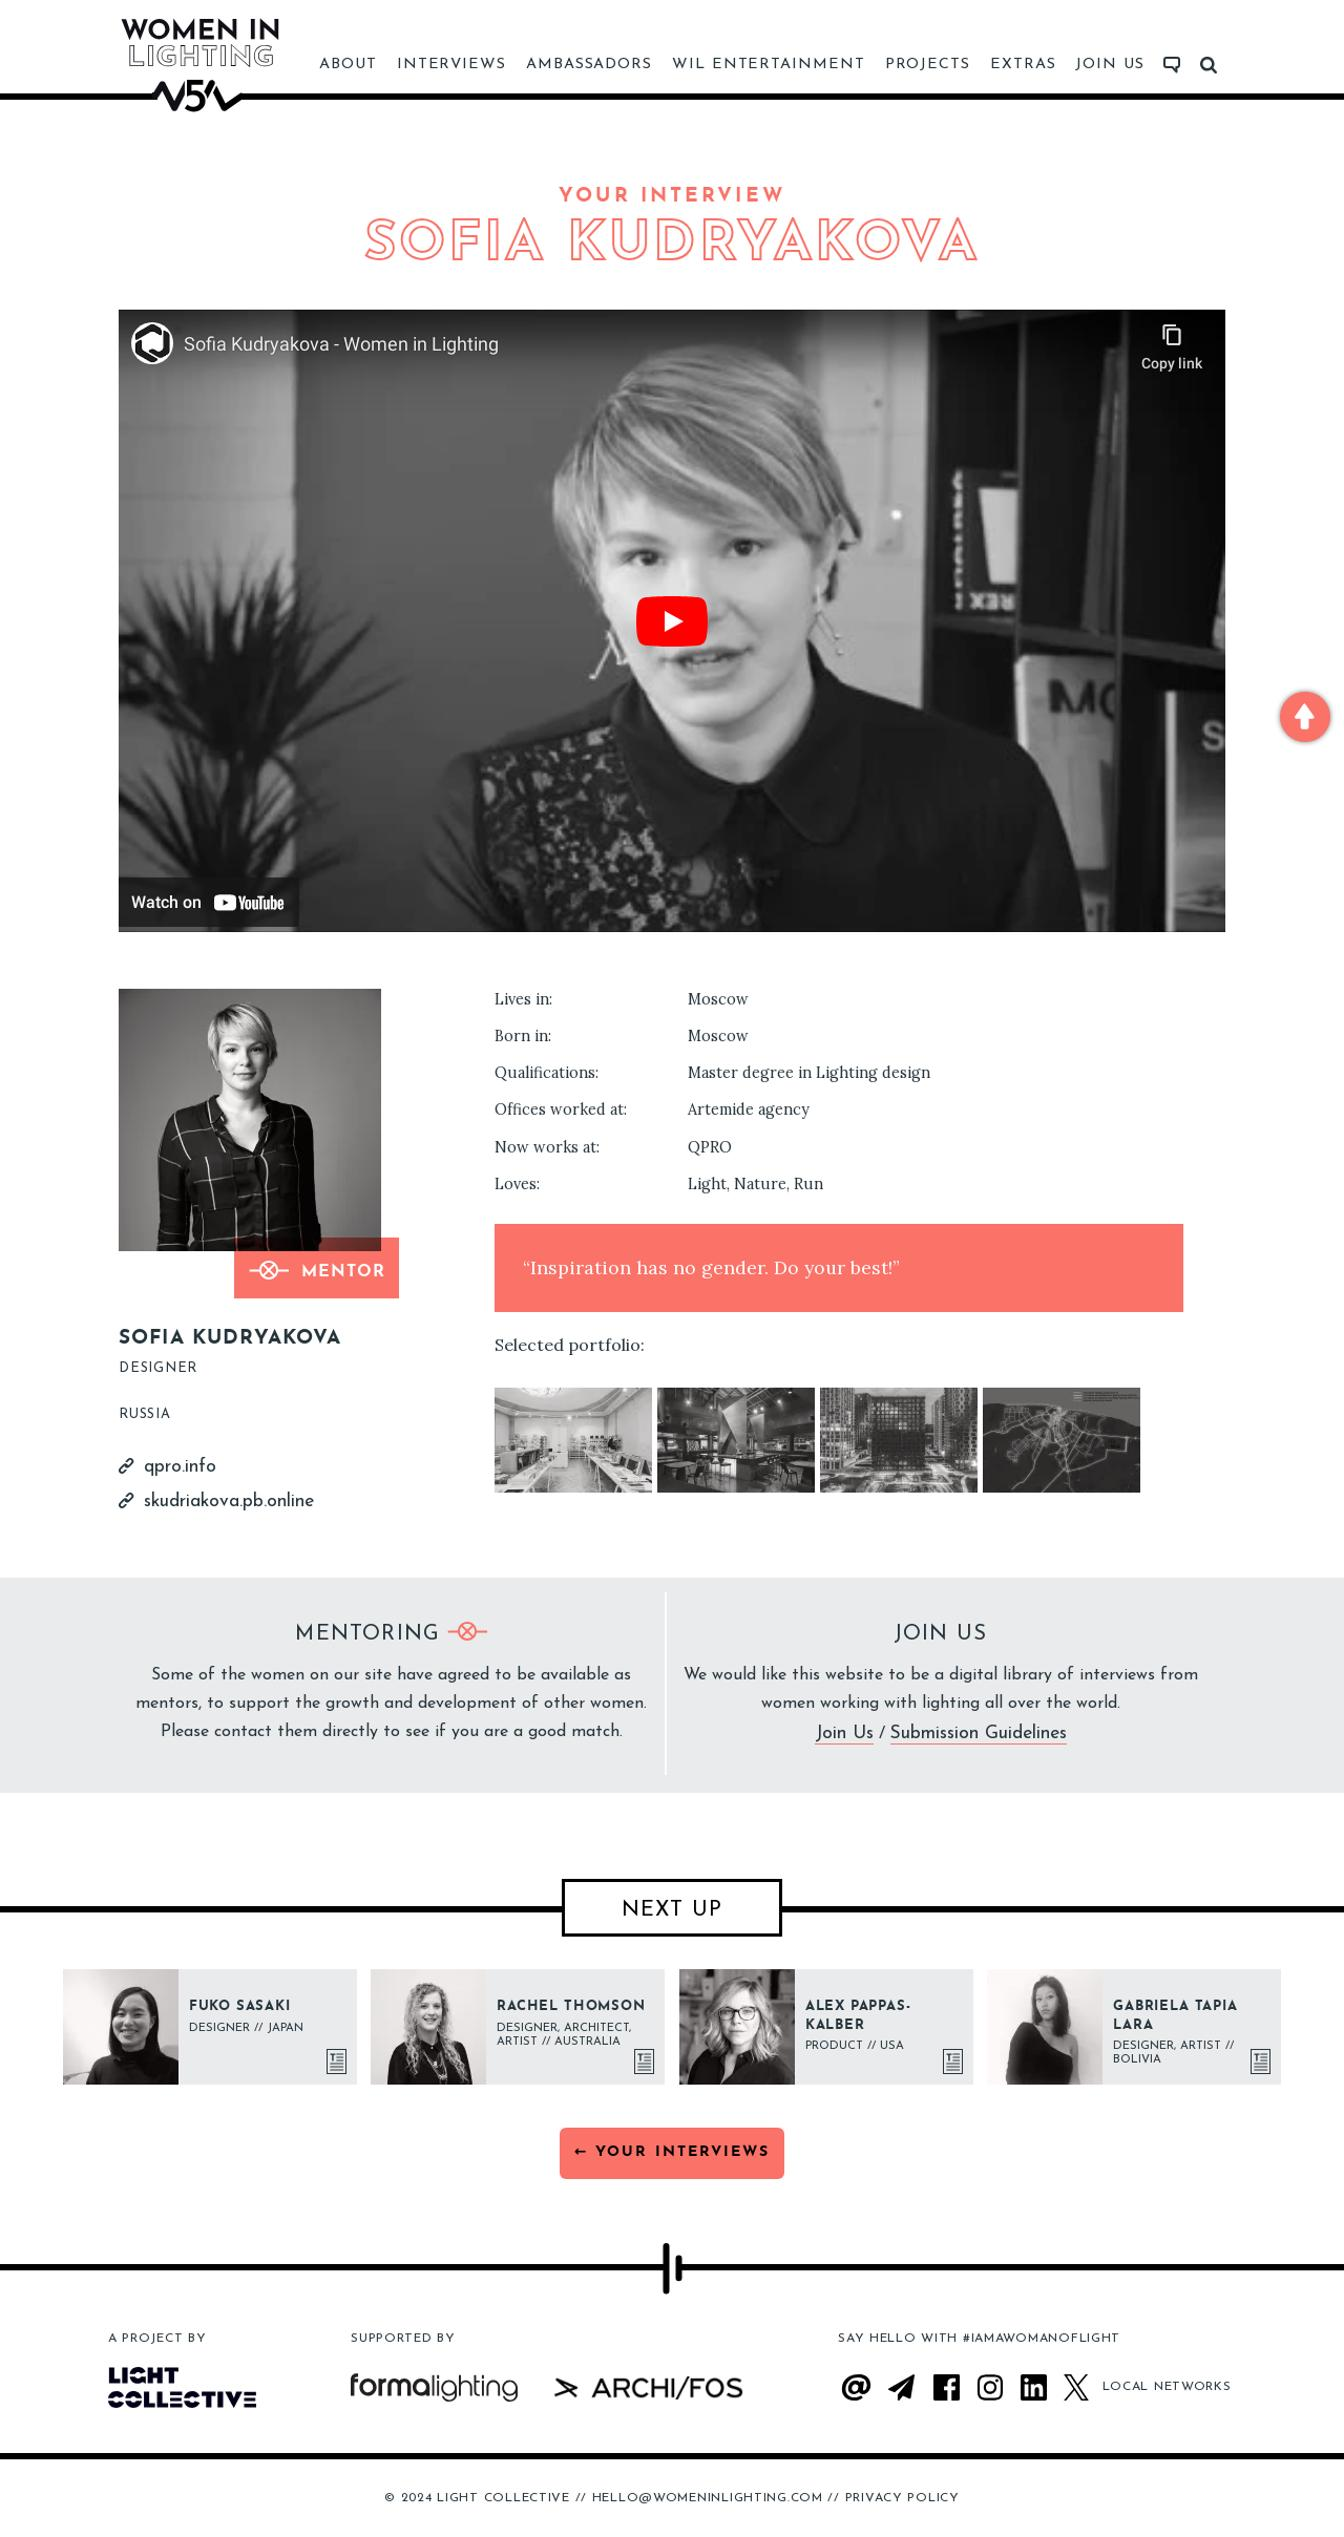 WOMEN IN
LIGHTING
5
ABOUT INTERVIEWS AMBASSADORS WIL ENTERTAINMENT PROJECTS EXTRAS JOIN US
YOUR INTERVIEW
SOFIA KUDRYAKOVA
Sofia Kudryakova - Women in Lighting
Copy link
Watch on YouTube
Lives in: Moscow
Born in: Moscow
Qualifications: Master degree in Lighting design
Offices worked at: Artemide agency
Now works at: QPRO
Loves: Light, Nature, Run
MENTOR
“Inspiration has no gender. Do your best!”
SOFIA KUDRYAKOVA
DESIGNER
RUSSIA
qpro.info
skudriakova.pb.online
Selected portfolio:
MENTORING
Some of the women on our site have agreed to be available as
mentors, to support the growth and development of other women.
Please contact them directly to see if you are a good match.
JOIN US
We would like this website to be a digital library of interviews from
women working with lighting all over the world.
Join Us / Submission Guidelines
NEXT UP
FUKO SASAKI
DESIGNER // JAPAN
RACHEL THOMSON
DESIGNER, ARCHITECT,
ARTIST // AUSTRALIA
ALEX PAPPAS-
KALBER
PRODUCT // USA
GABRIELA TAPIA
LARA
DESIGNER, ARTIST //
BOLIVIA
← YOUR INTERVIEWS
A PROJECT BY
LIGHT
COLLECTIVE
SUPPORTED BY
formalighting
ARCHI/FOS
SAY HELLO WITH #IAMAWOMANOFLIGHT
LOCAL NETWORKS
© 2024 LIGHT COLLECTIVE // HELLO@WOMENINLIGHTING.COM // PRIVACY POLICY